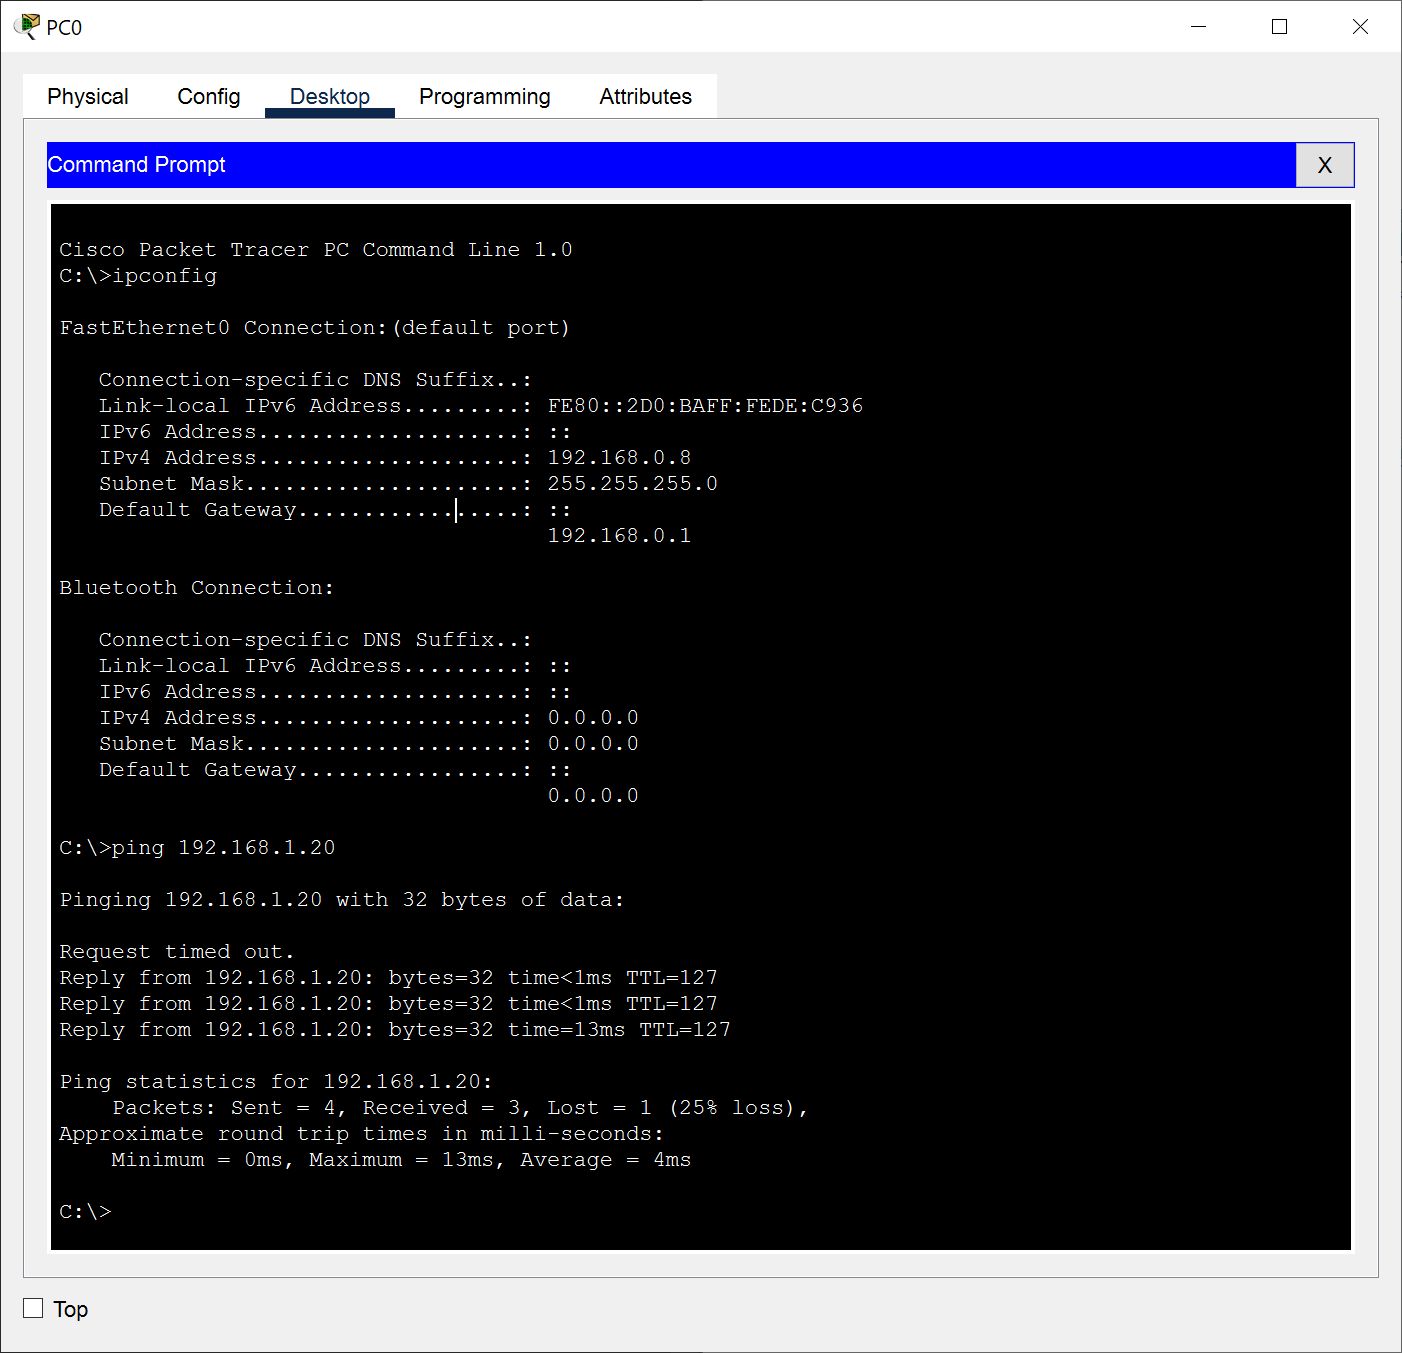 PC0
Physical Config Desktop Programming Attributes
Command Prompt X
Cisco Packet Tracer PC Command Line 1.0
C:\>ipconfig
FastEthernet0 Connection:(default port)
Connection-specific DNS Suffix..:
Link-local IPv6 Address.........: FE80::2D0:BAFF:FEDE:C936
IPv6 Address....................: ::
IPv4 Address....................: 192.168.0.8
Subnet Mask.....................: 255.255.255.0
Default Gateway.................: ::
192.168.0.1
Bluetooth Connection:
Connection-specific DNS Suffix..:
Link-local IPv6 Address.........: ::
IPv6 Address....................: ::
IPv4 Address....................: 0.0.0.0
Subnet Mask.....................: 0.0.0.0
Default Gateway.................: ::
0.0.0.0
C:\>ping 192.168.1.20
Pinging 192.168.1.20 with 32 bytes of data:
Request timed out.
Reply from 192.168.1.20: bytes=32 time<1ms TTL=127
Reply from 192.168.1.20: bytes=32 time<1ms TTL=127
Reply from 192.168.1.20: bytes=32 time=13ms TTL=127
Ping statistics for 192.168.1.20:
Packets: Sent = 4, Received = 3, Lost = 1 (25% loss),
Approximate round trip times in milli-seconds:
Minimum = 0ms, Maximum = 13ms, Average = 4ms
C:\>
Top